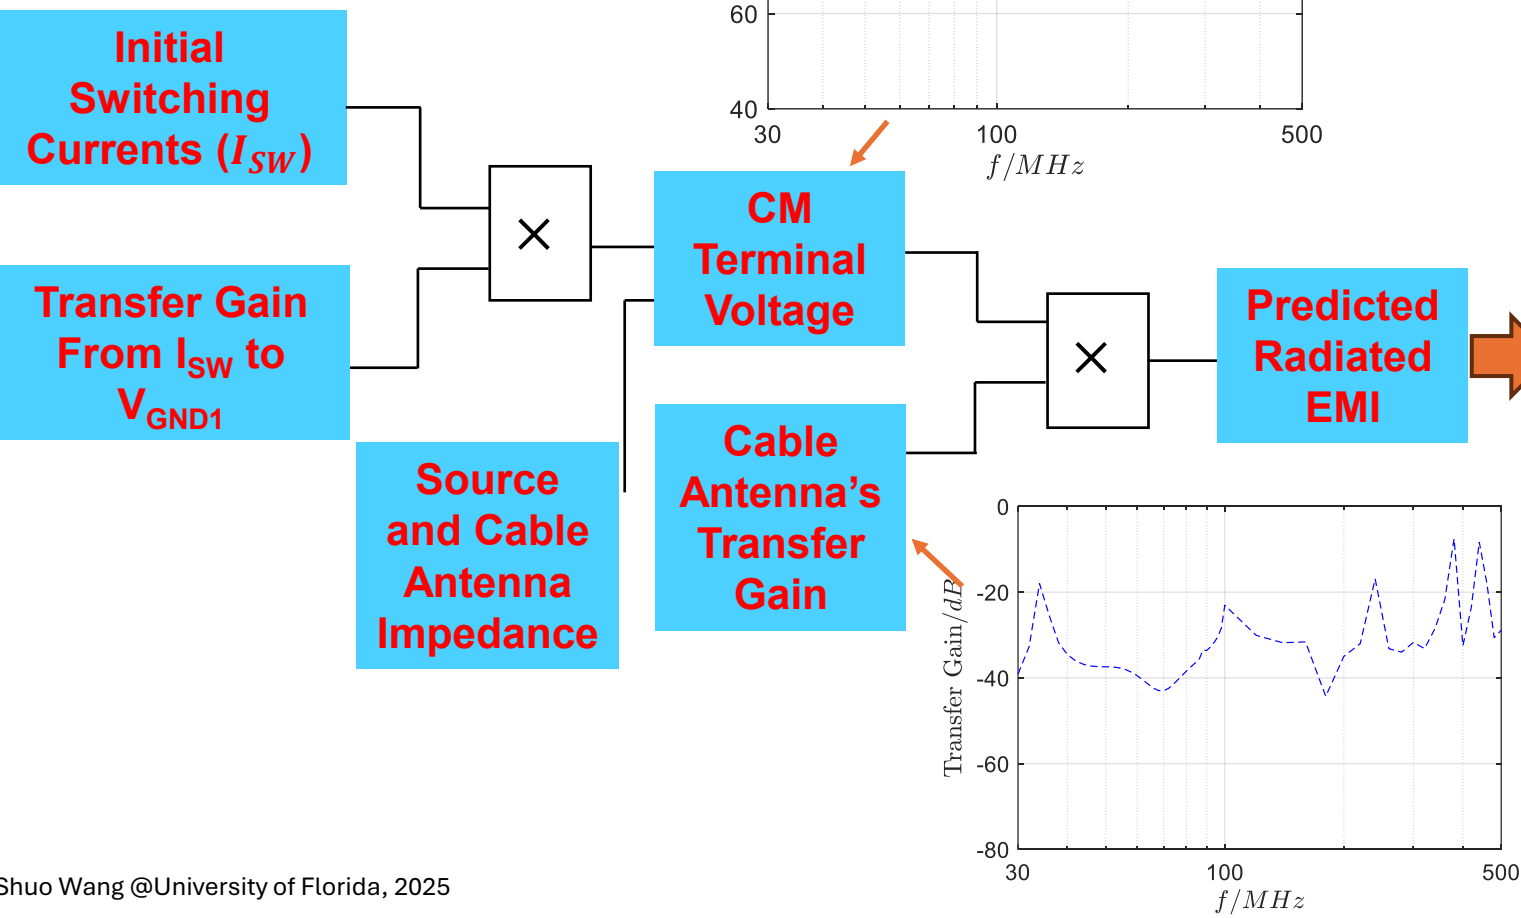 Initial
Switching
Currents (I_SW)
Transfer Gain
From I_SW to
V_GND1
Source
and Cable
Antenna
Impedance
×
60
40
30 100 500
f/MHz
CM
Terminal
Voltage
Cable
Antenna's
Transfer
Gain
×
Predicted
Radiated
EMI
Transfer Gain/dB
0
-20
-40
-60
-80
30 100 500
f/MHz
Shuo Wang @University of Florida, 2025